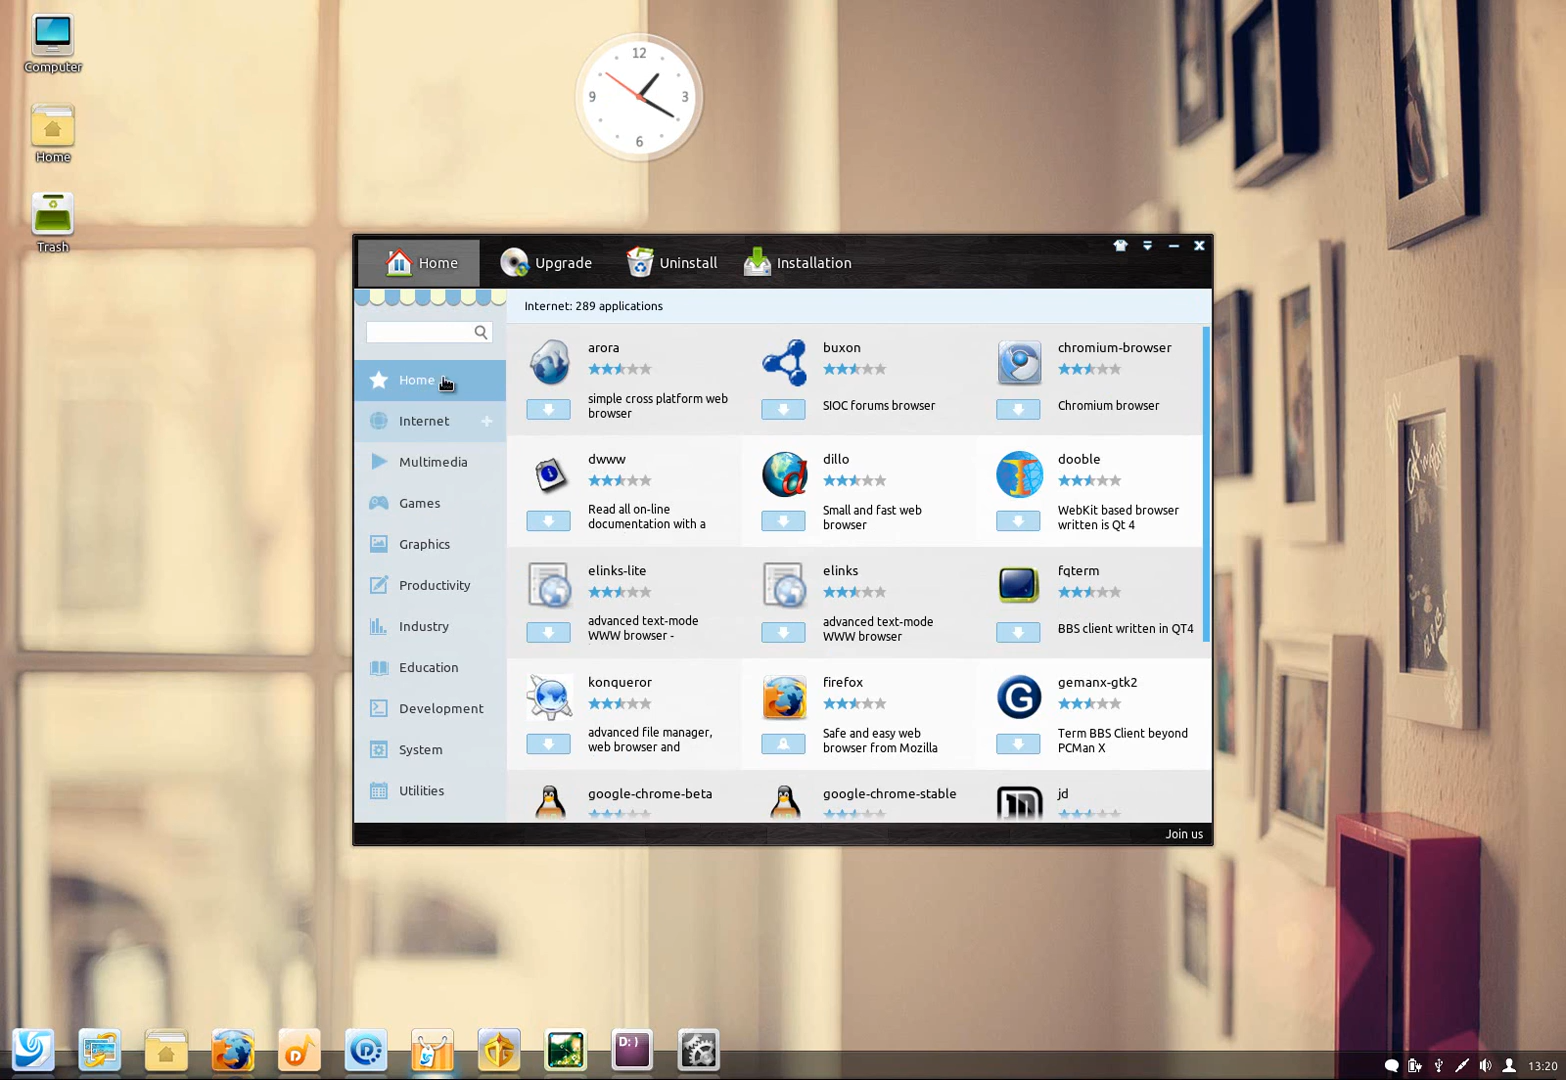 Computer
Home
Trash
12
9
3
6
Home
Upgrade
Uninstall
Installation
Internet: 289 applications
Home
Internet
Multimedia
Games
Graphics
Productivity
Industry
Education
Development
System
Utilities
arora
simple cross platform web
browser
buxon
SIOC forums browser
chromium-browser
Chromium browser
dwww
Read all on-line
documentation with a
dillo
Small and fast web
browser
dooble
WebKit based browser
written is Qt 4
elinks-lite
advanced text-mode
WWW browser -
elinks
advanced text-mode
WWW browser
fqterm
BBS client written in QT4
konqueror
advanced file manager,
web browser and
firefox
Safe and easy web
browser from Mozilla
G
gemanx-gtk2
Term BBS Client beyond
PCMan X
google-chrome-beta
google-chrome-stable
jd
Join us
D: )
13:20